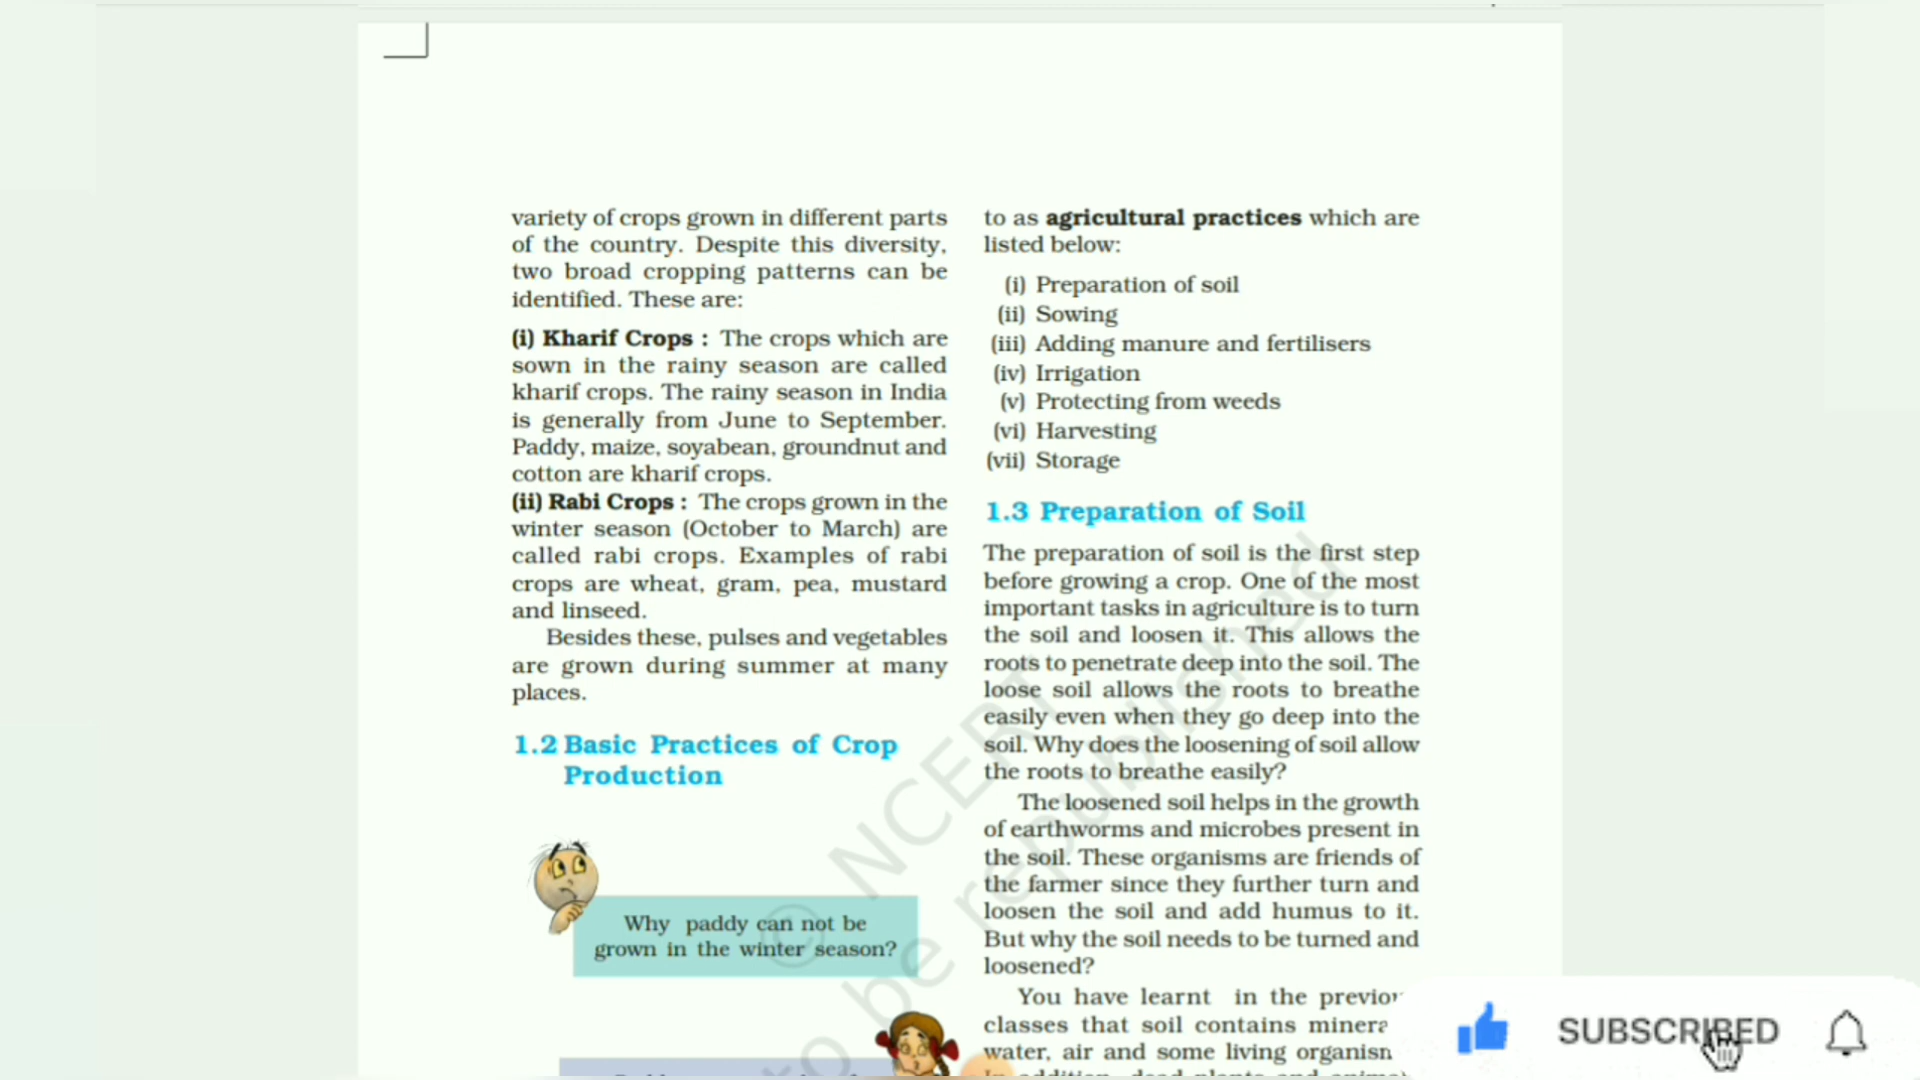 variety of crops grown in different parts
of the country. Despite this diversity,
two broad cropping patterns can be
identified. These are:
(i) Kharif Crops : The crops which are
sown in the rainy season are called
kharif crops. The rainy season in India
is generally from June to September.
Paddy, maize, soyabean, groundnut and
cotton are kharif crops.
(ii) Rabi Crops : The crops grown in the
winter season (October to March) are
called rabi crops. Examples of rabi
crops are wheat, gram, pea, mustard
and linseed.
Besides these, pulses and vegetables
are grown during summer at many
places.
1.2 Basic Practices of Crop
Production
Why paddy can not be
grown in the winter season?
to as agricultural practices which are
listed below:
(i) Preparation of soil
(ii) Sowing
(iii) Adding manure and fertilisers
(iv) Irrigation
(v) Protecting from weeds
(vi) Harvesting
(vii) Storage
1.3 Preparation of Soil
The preparation of soil is the first step
before growing a crop. One of the most
important tasks in agriculture is to turn
the soil and loosen it. This allows the
roots to penetrate deep into the soil. The
loose soil allows the roots to breathe
easily even when they go deep into the
soil. Why does the loosening of soil allow
the roots to breathe easily?
The loosened soil helps in the growth
of earthworms and microbes present in
the soil. These organisms are friends of
the farmer since they further turn and
loosen the soil and add humus to it.
But why the soil needs to be turned and
loosened?
You have learnt in the
classes that soil contains
water, air and some living
© NCERT
to be republished
SUBSCRIBED